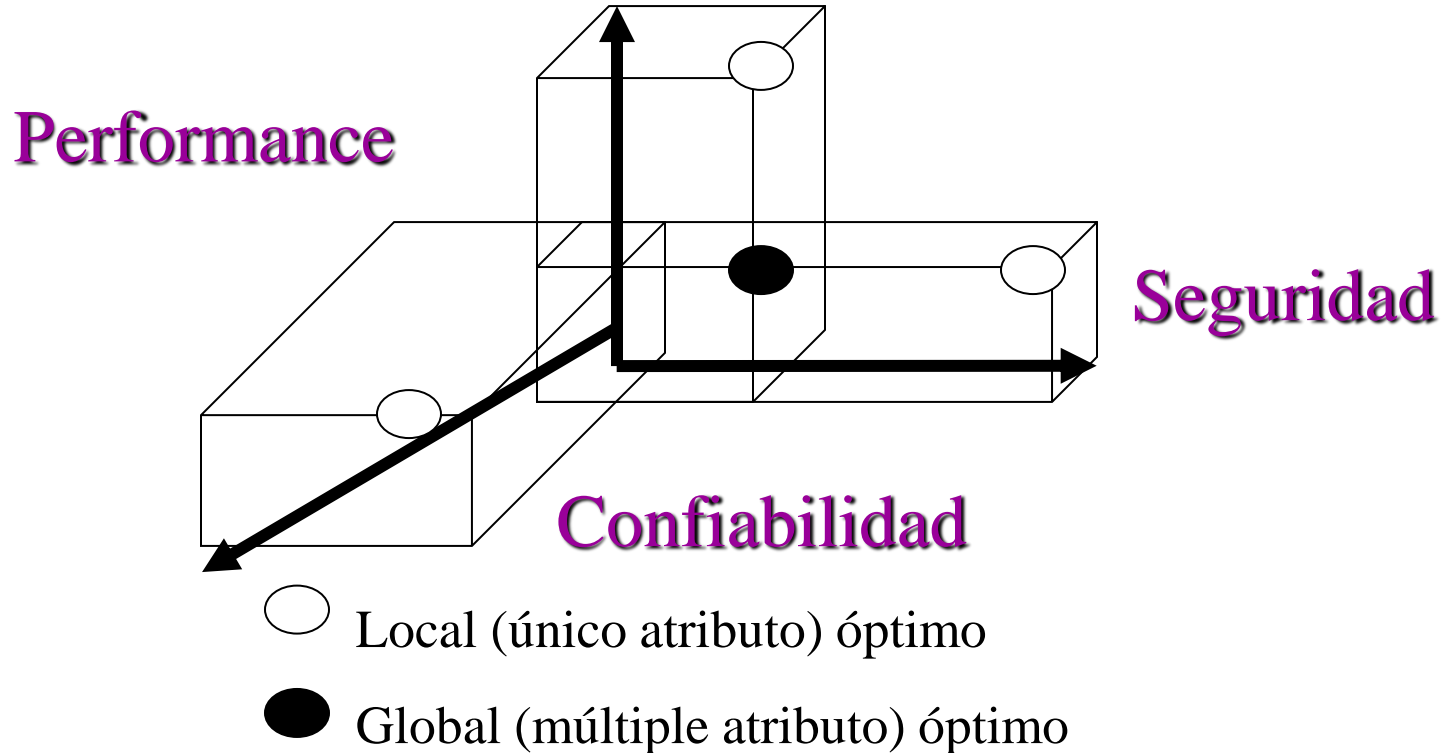 Performance
Seguridad
Confiabilidad
Local (único atributo) óptimo
Global (múltiple atributo) óptimo